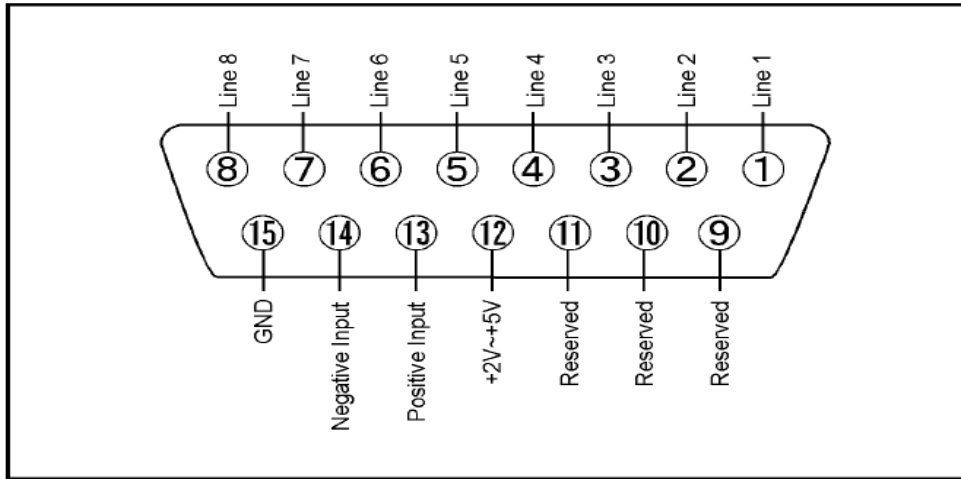 Line 8
Line 7
Line 6
Line 5
Line 4
Line 3
Line 2
Line 1
8
7
6
5
4
3
2
1
15
14
13
12
11
10
9
GND
Negative Input
Positive Input
+2V~+5V
Reserved
Reserved
Reserved